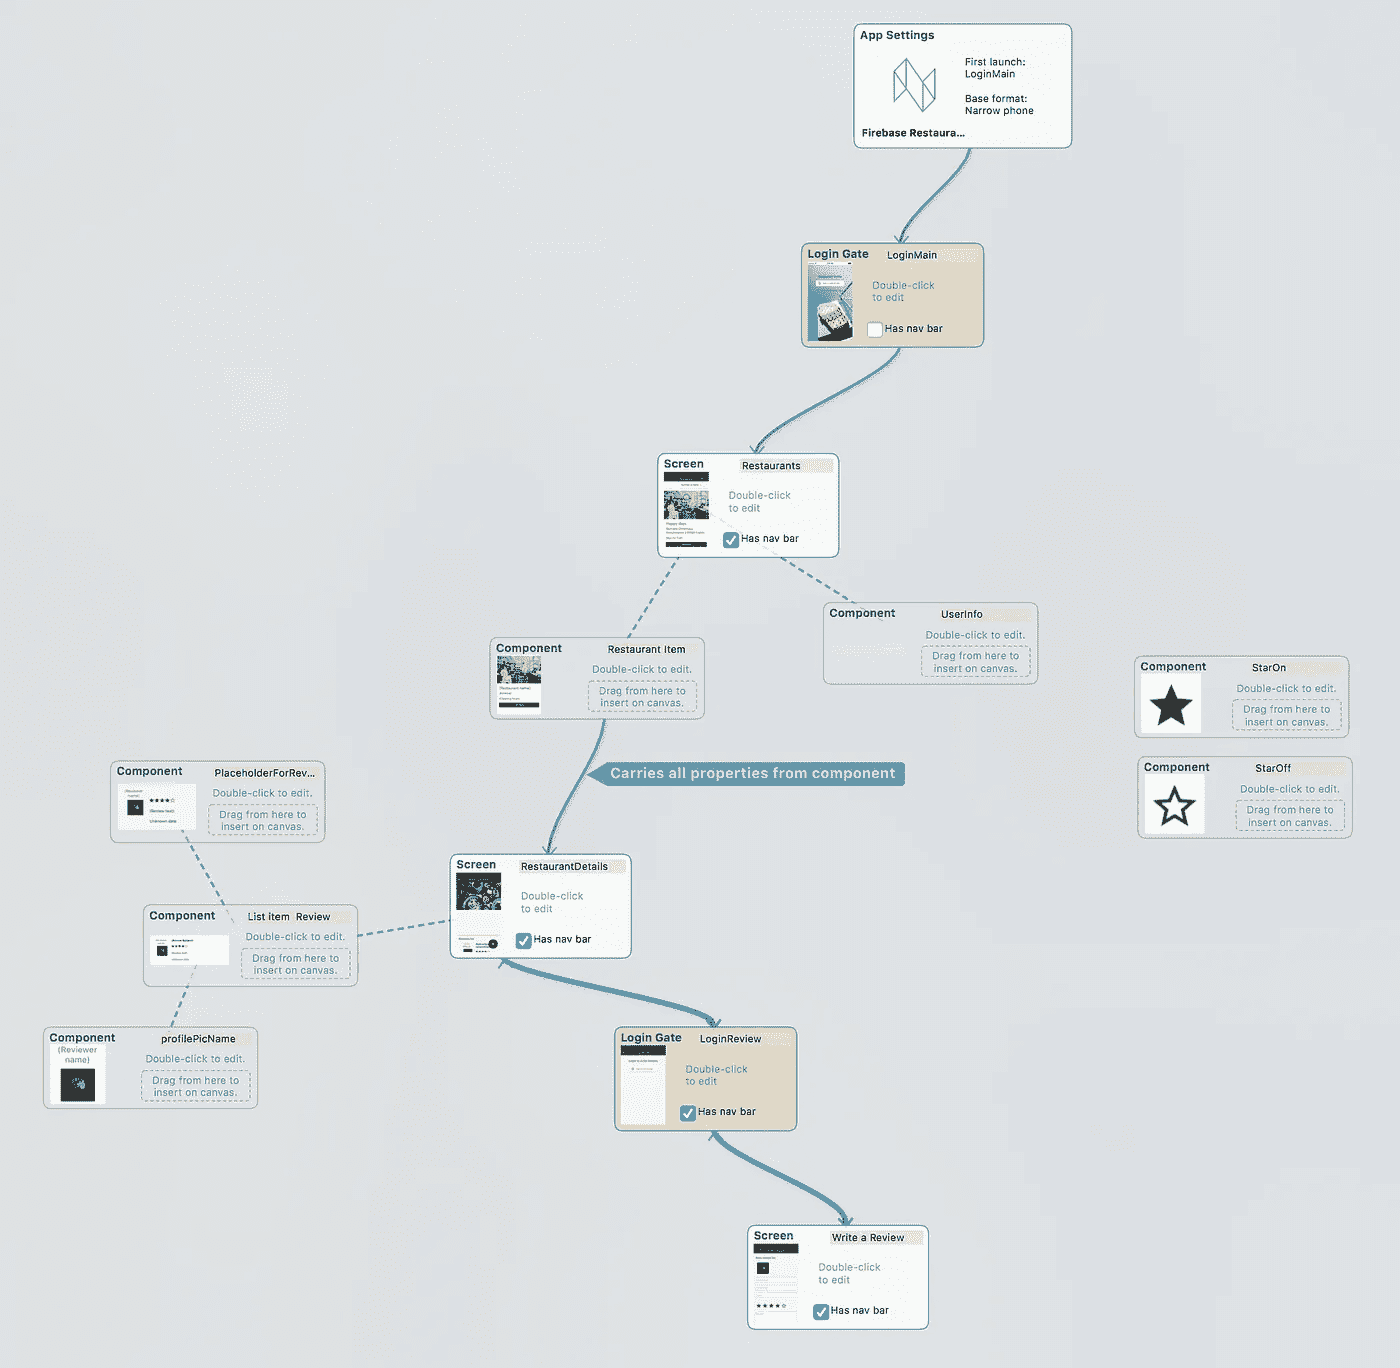 App Settings
First launch:
LoginMain
Base format:
Narrow phone
Firebase Restaura...
Login Gate
LoginMain
Double-click
to edit
Has nav bar
Screen
Restaurants
Double-click
to edit
Has nav bar
Component
UserInfo
Double-click to edit.
Drag from here to
insert on canvas.
Component
Restaurant Item
Double-click to edit.
Drag from here to
insert on canvas.
Component
StarOn
Double-click to edit.
Drag from here to
insert on canvas.
Component
StarOff
Double-click to edit.
Drag from here to
insert on canvas.
Carries all properties from component
Component
PlaceholderForRev...
Double-click to edit.
Drag from here to
insert on canvas.
Screen
RestaurantDetails
Double-click
to edit
Has nav bar
Component
List item Review
Double-click to edit.
Drag from here to
insert on canvas.
Component
profilePicName
(Reviewer
name)
Double-click to edit.
Drag from here to
insert on canvas.
Login Gate
LoginReview
Double-click
to edit
Has nav bar
Screen
Write a Review
Double-click
to edit
Has nav bar